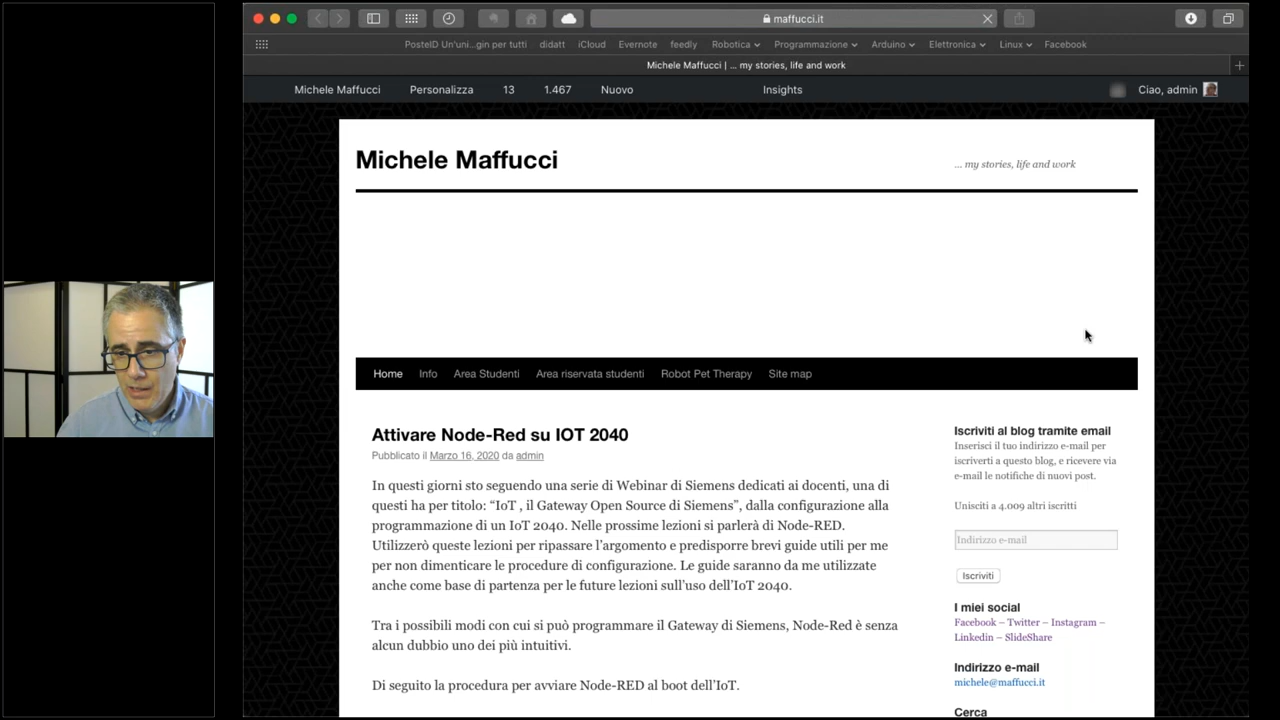 maffucci.it
PosteID Un'uni...gin per tutti didatt iCloud Evernote feedly Robotica Programmazione Arduino Elettronica Linux Facebook
Michele Maffucci | ... my stories, life and work
Michele Maffucci Personalizza 13 1.467 Nuovo Insights Ciao, admin
Michele Maffucci
... my stories, life and work
Home Info Area Studenti Area riservata studenti Robot Pet Therapy Site map
Attivare Node-Red su IOT 2040
Pubblicato il Marzo 16, 2020 da admin
In questi giorni sto seguendo una serie di Webinar di Siemens dedicati ai docenti, una di
questi ha per titolo: “IoT , il Gateway Open Source di Siemens”, dalla configurazione alla
programmazione di un IoT 2040. Nelle prossime lezioni si parlerà di Node-RED.
Utilizzerò queste lezioni per ripassare l’argomento e predisporre brevi guide utili per me
per non dimenticare le procedure di configurazione. Le guide saranno da me utilizzate
anche come base di partenza per le future lezioni sull’uso dell’IoT 2040.
Tra i possibili modi con cui si può programmare il Gateway di Siemens, Node-Red è senza
alcun dubbio uno dei più intuitivi.
Di seguito la procedura per avviare Node-RED al boot dell’IoT.
Iscriviti al blog tramite email
Inserisci il tuo indirizzo e-mail per
iscriverti a questo blog, e ricevere via
e-mail le notifiche di nuovi post.
Unisciti a 4.009 altri iscritti
Indirizzo e-mail
Iscriviti
I miei social
Facebook – Twitter – Instagram –
Linkedin – SlideShare
Indirizzo e-mail
michele@maffucci.it
Cerca